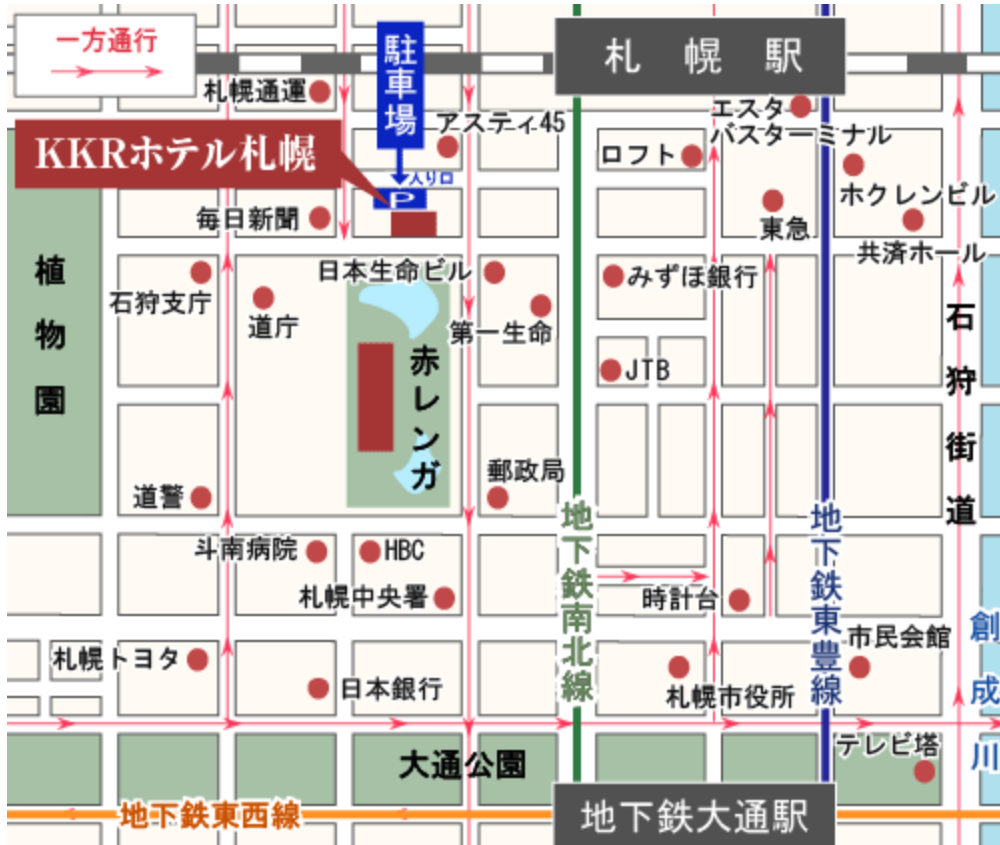 一方通行
札幌駅
駐車場
札幌通運
エスタ
バスターミナル
アスティ45
KKRホテル札幌
ロフト
入り口
P
ホクレンビル
毎日新聞
東急
共済ホール
植物園
日本生命ビル
みずほ銀行
石狩支庁
道庁
第一生命
石狩街道
赤レンガ
JTB
郵政局
道警
地下鉄南北線
地下鉄東豊線
斗南病院
HBC
札幌中央署
時計台
創成川
市民会館
札幌トヨタ
日本銀行
札幌市役所
テレビ塔
大通公園
地下鉄東西線
地下鉄大通駅